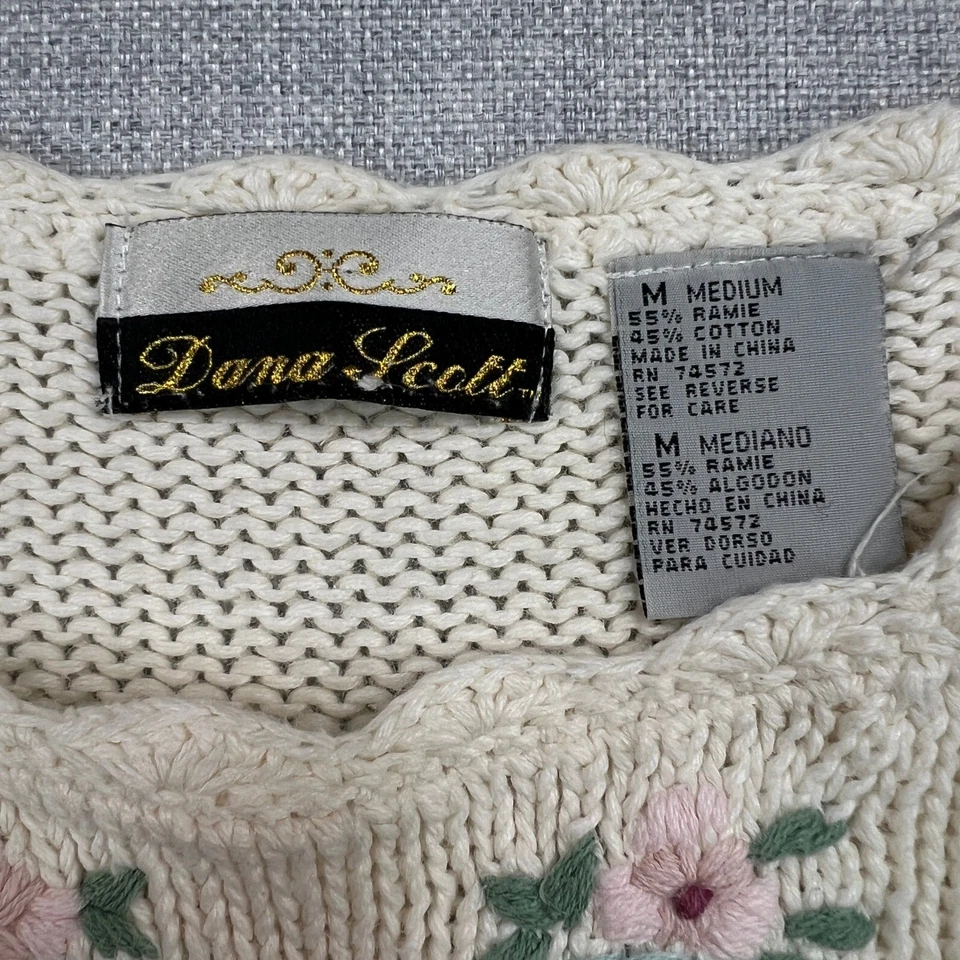 Dana Scott™
M MEDIUM
55% RAMIE
45% COTTON
MADE IN CHINA
RN 74572
SEE REVERSE
FOR CARE
M MEDIANO
55% RAMIE
45% ALGODON
HECHO EN CHINA
RN 74572
VER DORSO
PARA CUIDAD